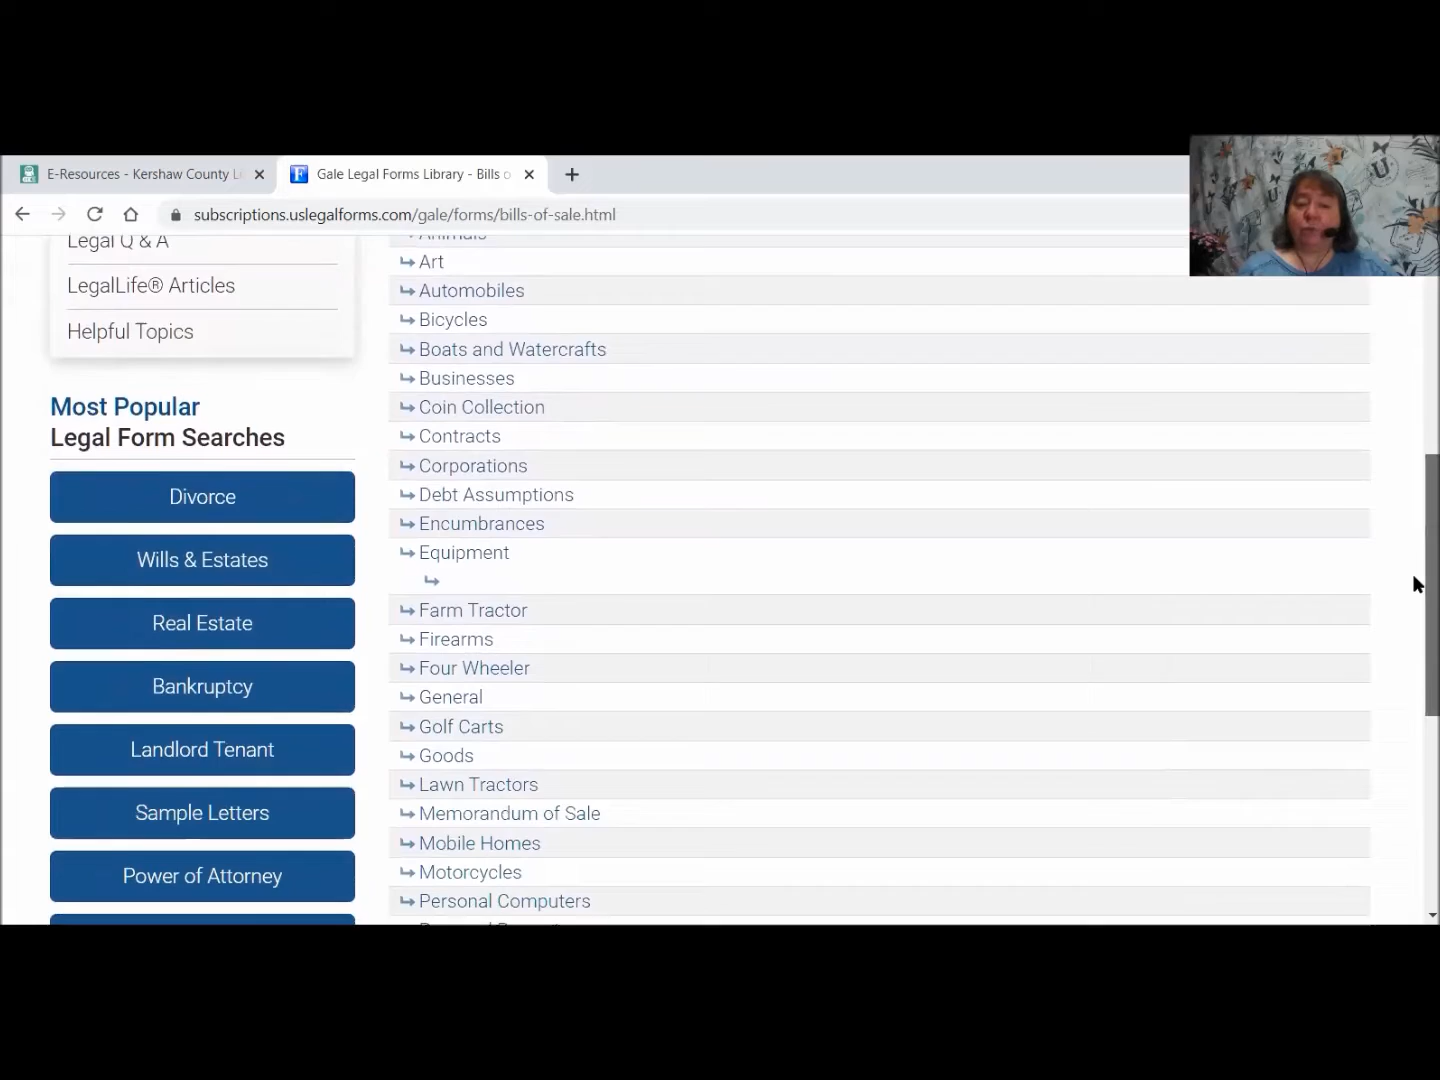 E-Resources - Kershaw County L
Gale Legal Forms Library - Bills o
subscriptions.uslegalforms.com/gale/forms/bills-of-sale.html
Legal Q & A
LegalLife® Articles
Helpful Topics
Most Popular
Legal Form Searches
Divorce
Wills & Estates
Real Estate
Bankruptcy
Landlord Tenant
Sample Letters
Power of Attorney
Animals
Art
Automobiles
Bicycles
Boats and Watercrafts
Businesses
Coin Collection
Contracts
Corporations
Debt Assumptions
Encumbrances
Equipment
Farm Tractor
Firearms
Four Wheeler
General
Golf Carts
Goods
Lawn Tractors
Memorandum of Sale
Mobile Homes
Motorcycles
Personal Computers